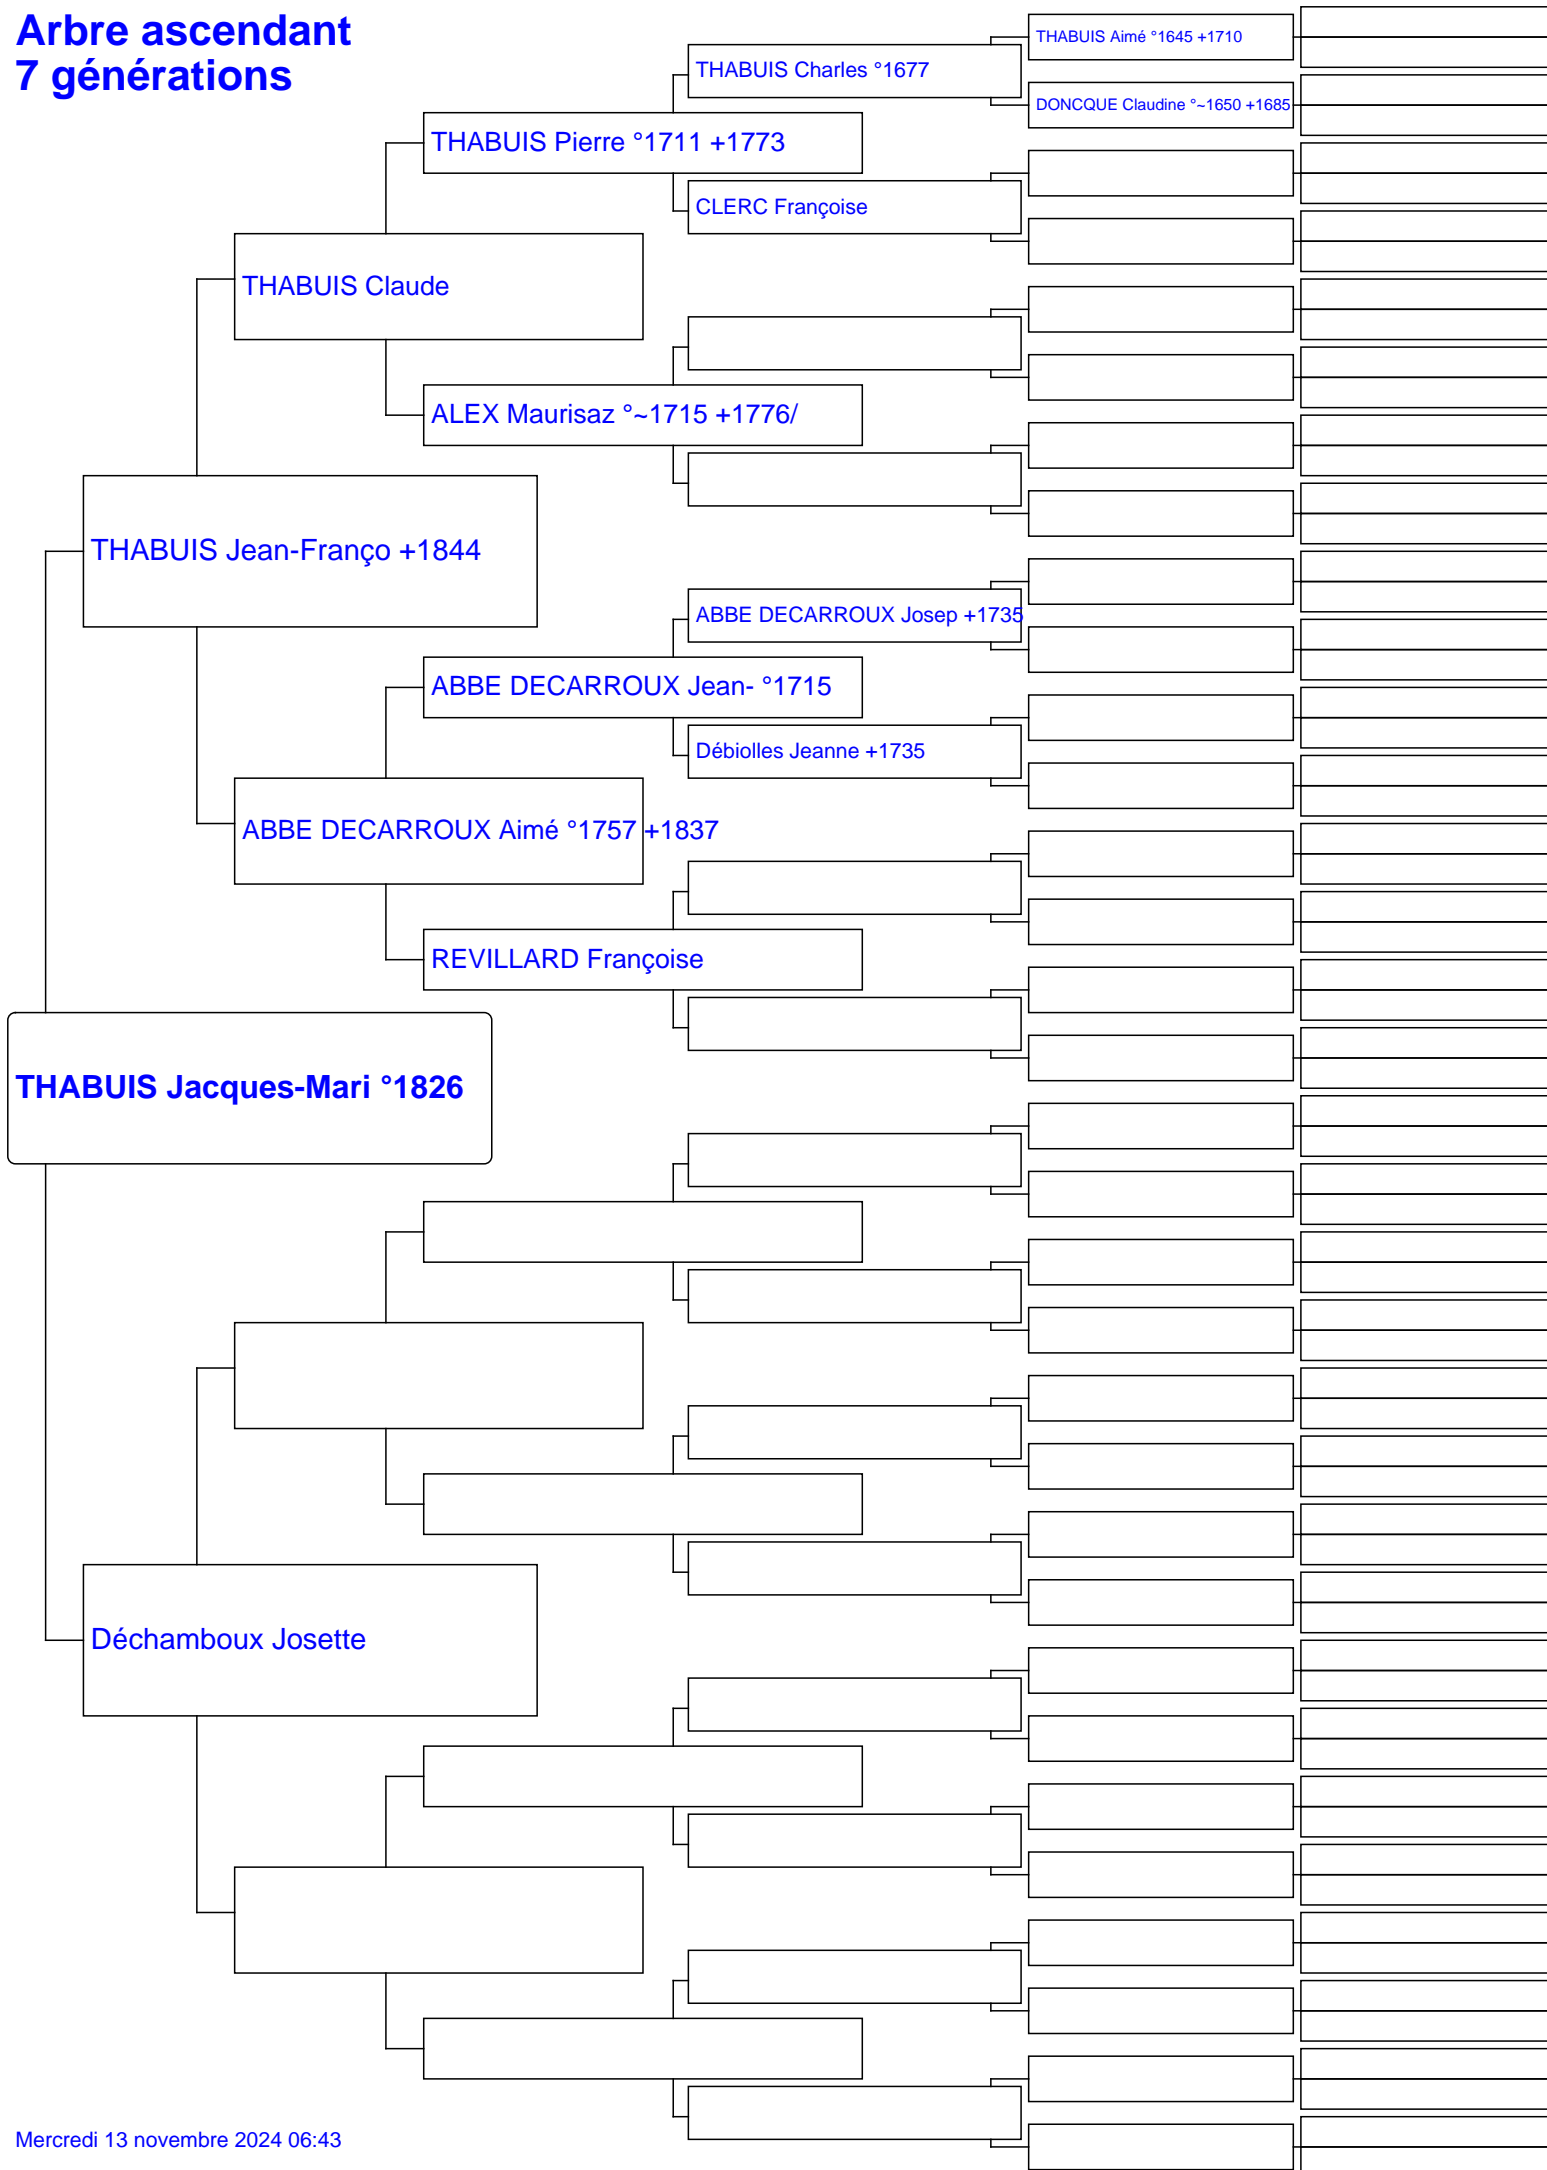 Arbre ascendant
7 générations
THABUIS Aimé °1645 +1710
THABUIS Charles °1677
DONCQUE Claudine °~1650 +1685
THABUIS Pierre °1711 +1773
CLERC Françoise
THABUIS Claude
ALEX Maurisaz °~1715 +1776/
THABUIS Jean-Franço +1844
ABBE DECARROUX Josep +1735
ABBE DECARROUX Jean- °1715
Débiolles Jeanne +1735
ABBE DECARROUX Aimé °1757 +1837
REVILLARD Françoise
THABUIS Jacques-Mari °1826
Déchamboux Josette
Mercredi 13 novembre 2024 06:43